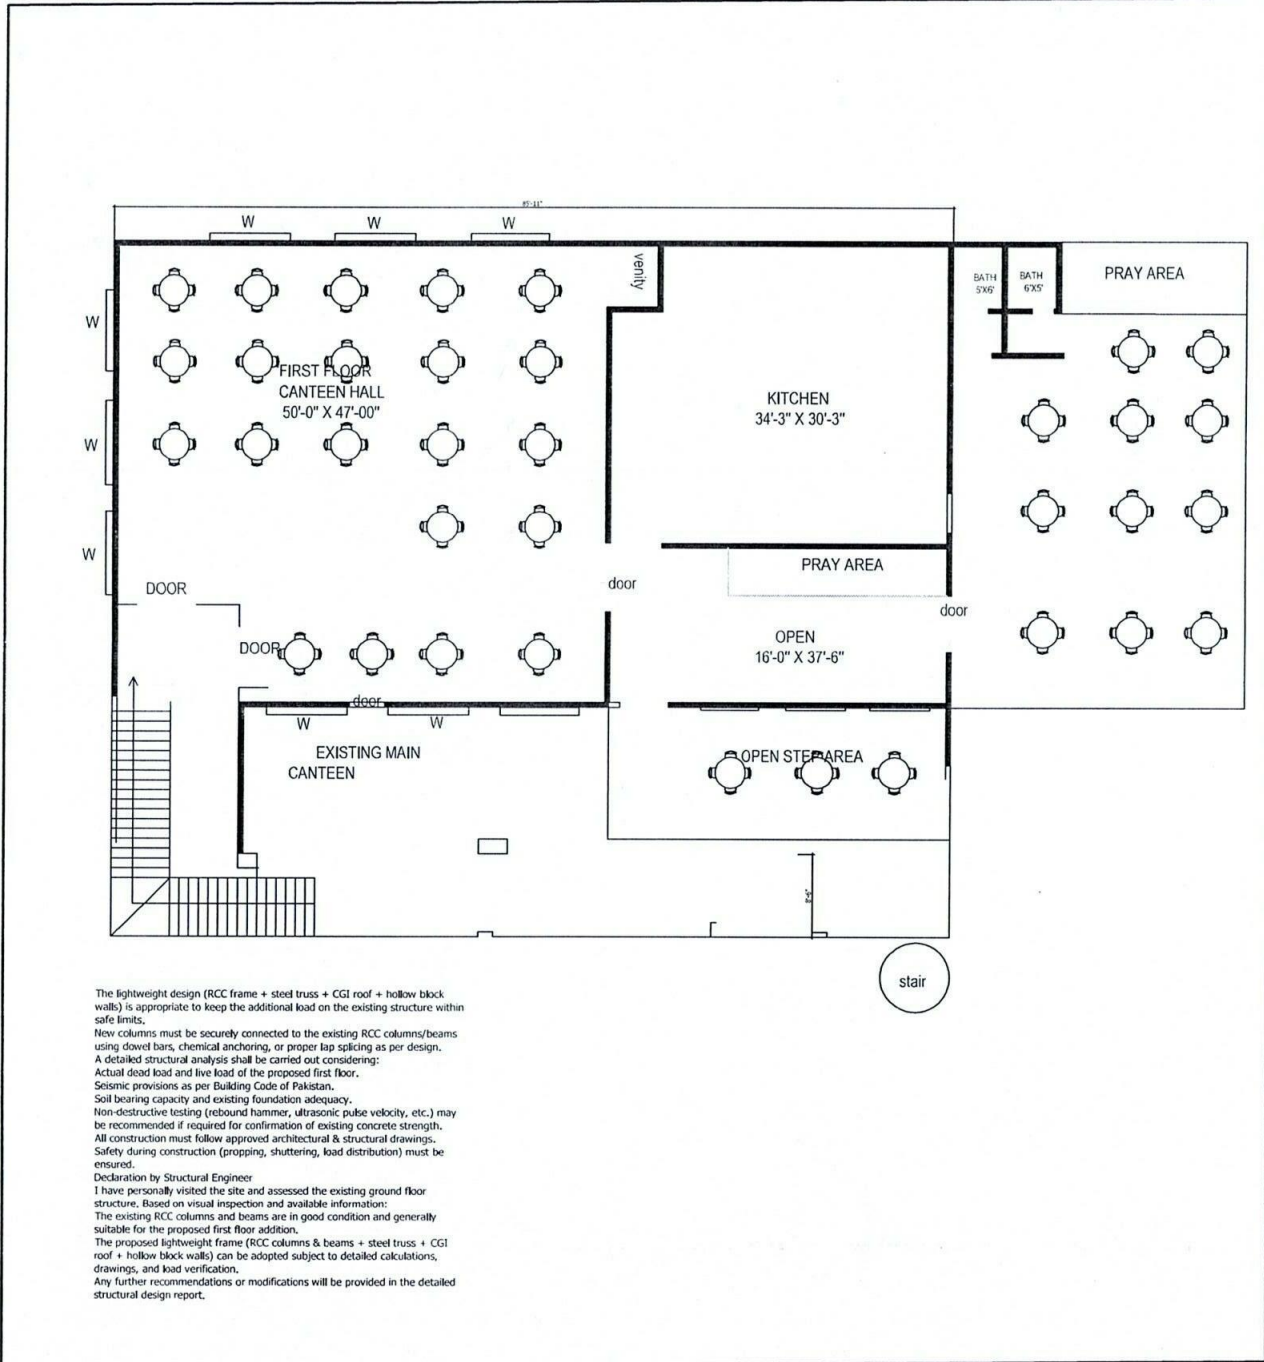 85'-11"
W
W
W
venity
BATH
5'X6'
BATH
6'X5'
PRAY AREA
W
FIRST FLOOR
CANTEEN HALL
50'-0" X 47'-00"
KITCHEN
34'-3" X 30'-3"
W
W
PRAY AREA
DOOR
door
door
OPEN
16'-0" X 37'-6"
DOOR
door
W
W
EXISTING MAIN
CANTEEN
OPEN STEP AREA
stair
The lightweight design (RCC frame + steel truss + CGI roof + hollow block
walls) is appropriate to keep the additional load on the existing structure within
safe limits.
New columns must be securely connected to the existing RCC columns/beams
using dowel bars, chemical anchoring, or proper lap splicing as per design.
A detailed structural analysis shall be carried out considering:
Actual dead load and live load of the proposed first floor.
Seismic provisions as per Building Code of Pakistan.
Soil bearing capacity and existing foundation adequacy.
Non-destructive testing (rebound hammer, ultrasonic pulse velocity, etc.) may
be recommended if required for confirmation of existing concrete strength.
All construction must follow approved architectural & structural drawings.
Safety during construction (propping, shuttering, load distribution) must be
ensured.
Declaration by Structural Engineer
I have personally visited the site and assessed the existing ground floor
structure. Based on visual inspection and available information:
The existing RCC columns and beams are in good condition and generally
suitable for the proposed first floor addition.
The proposed lightweight frame (RCC columns & beams + steel truss + CGI
roof + hollow block walls) can be adopted subject to detailed calculations,
drawings, and load verification.
Any further recommendations or modifications will be provided in the detailed
structural design report.